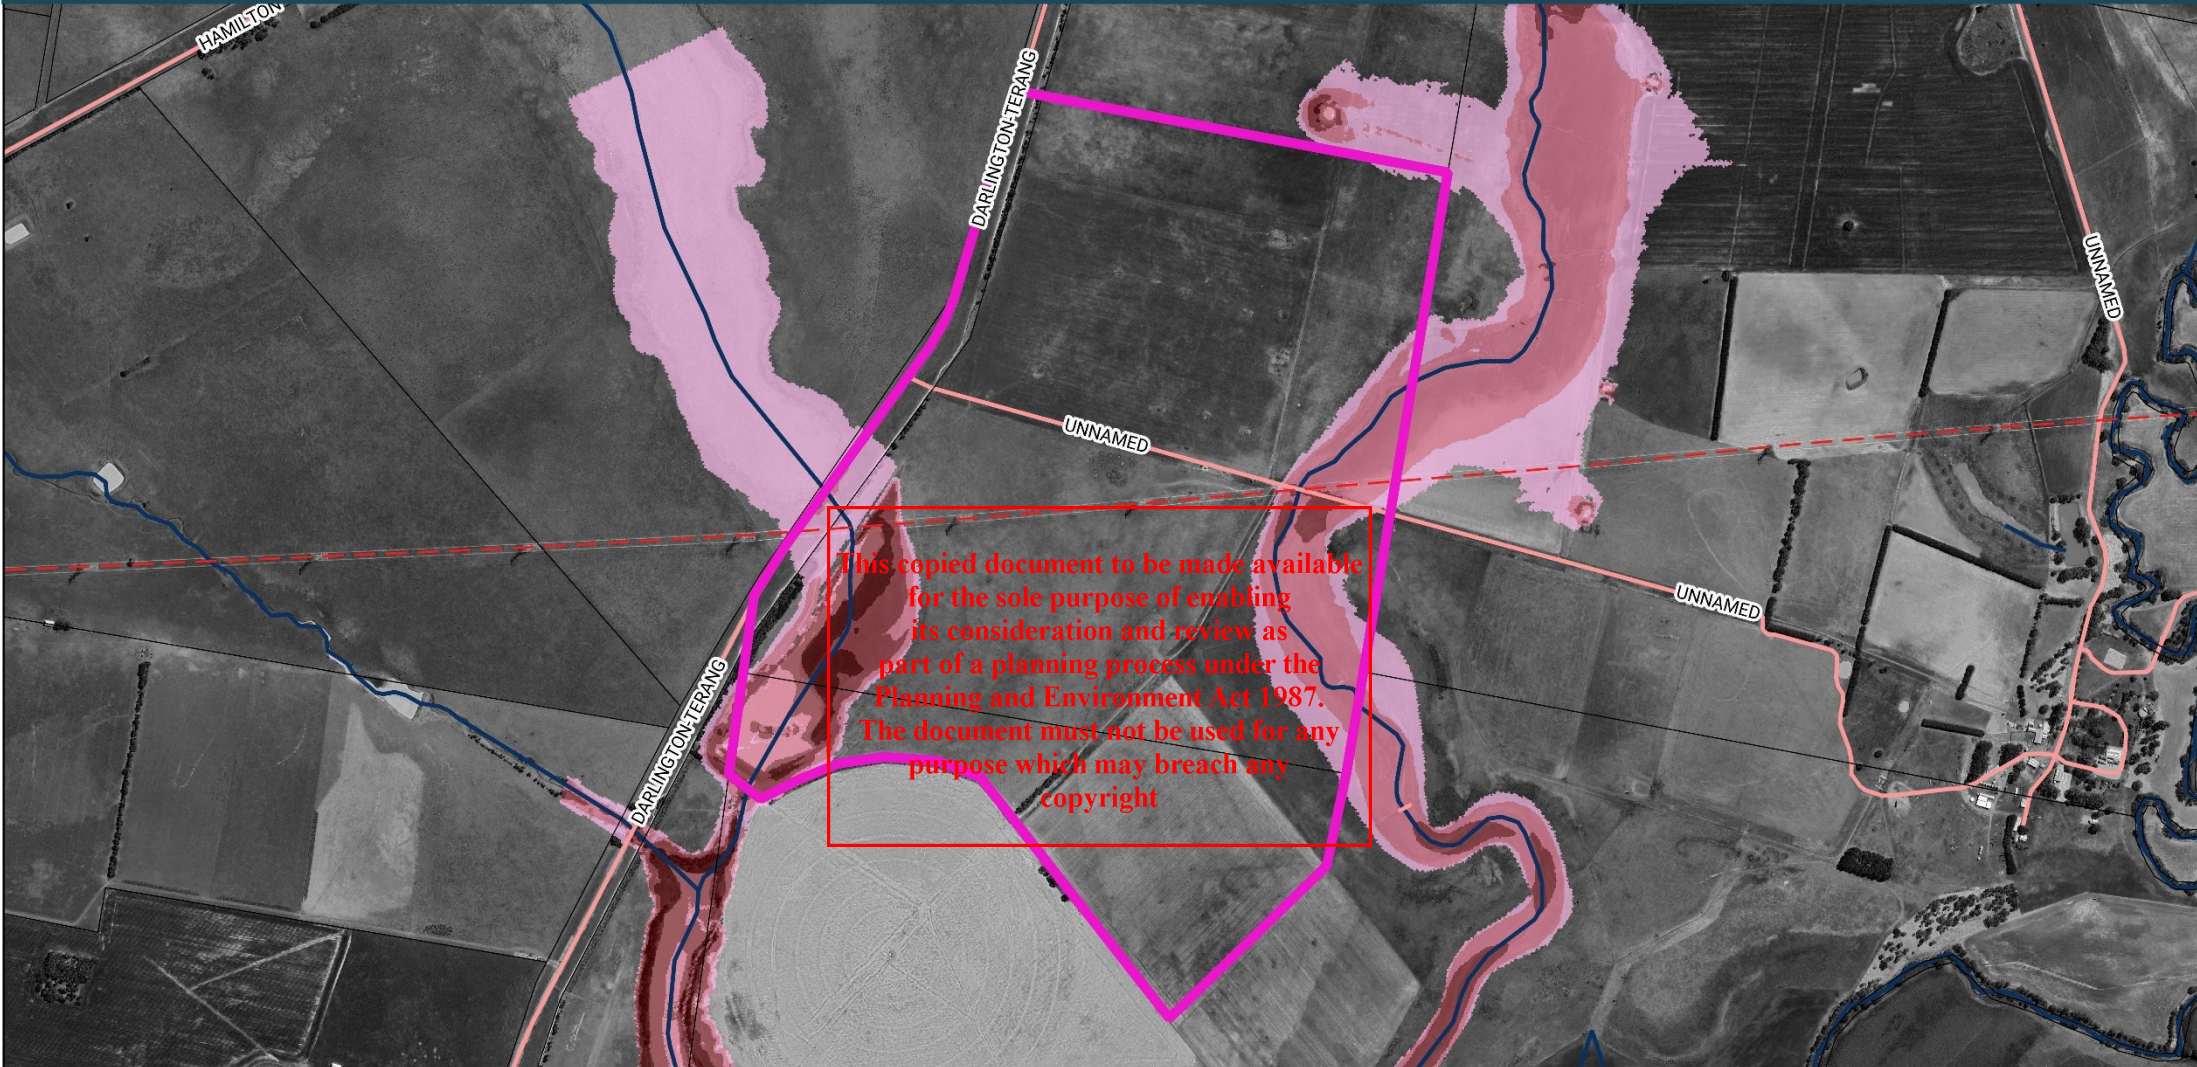 HAMILTON
DARLINGTON-TERANG
UNNAMED
UNNAMED
UNNAMED
DARLINGTON-TERANG
This copied document to be made available
for the sole purpose of enabling
its consideration and review as
part of a planning process under the
Planning and Environment Act 1987.
The document must not be used for any
purpose which may breach any
copyright